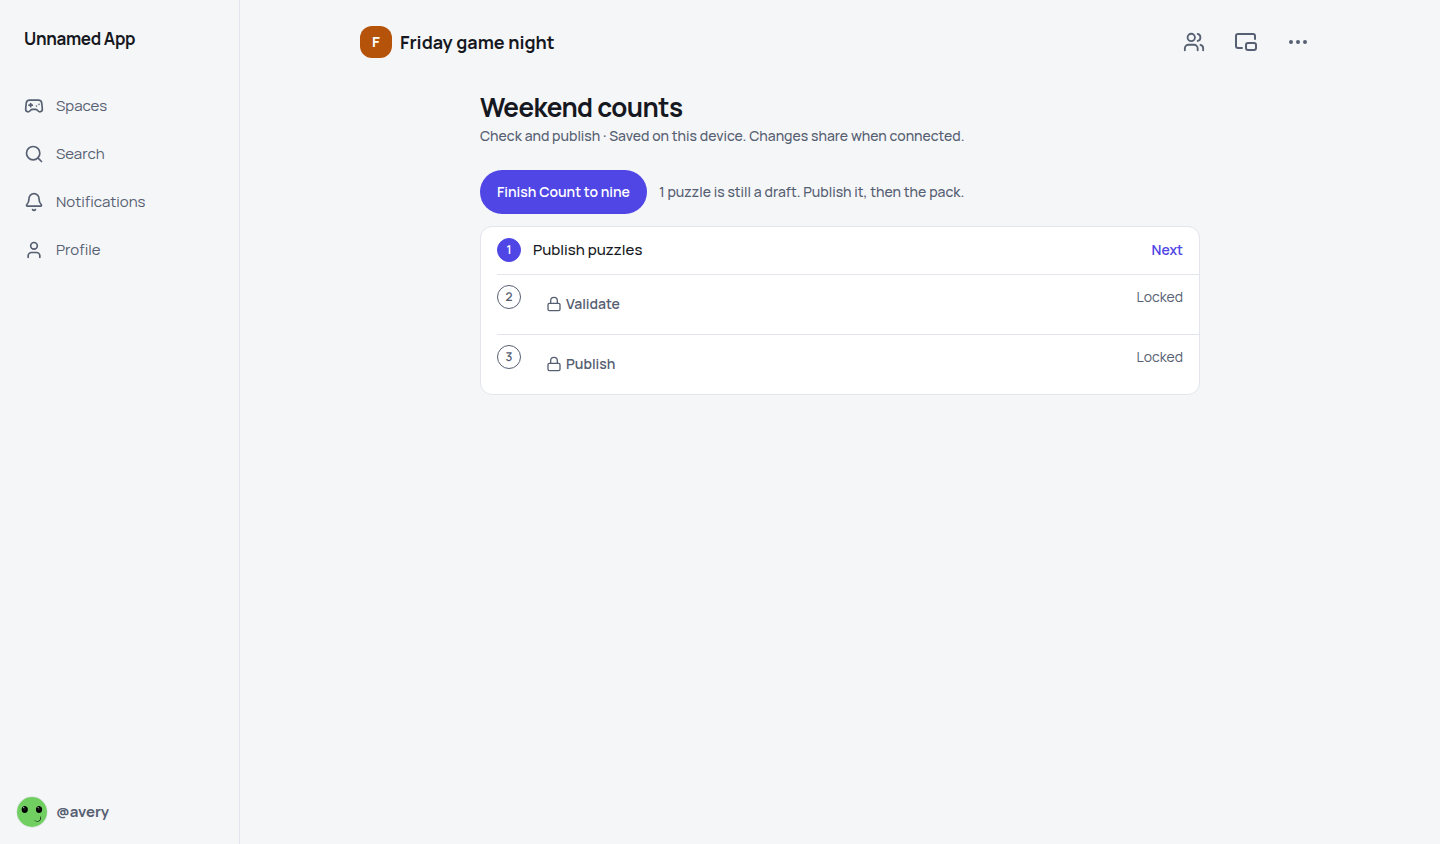 Unnamed App
Spaces
Search
Notifications
Profile
@avery
F Friday game night
Weekend counts
Check and publish · Saved on this device. Changes share when connected.
Finish Count to nine 1 puzzle is still a draft. Publish it, then the pack.
1 Publish puzzles Next
2 Validate Locked
3 Publish Locked